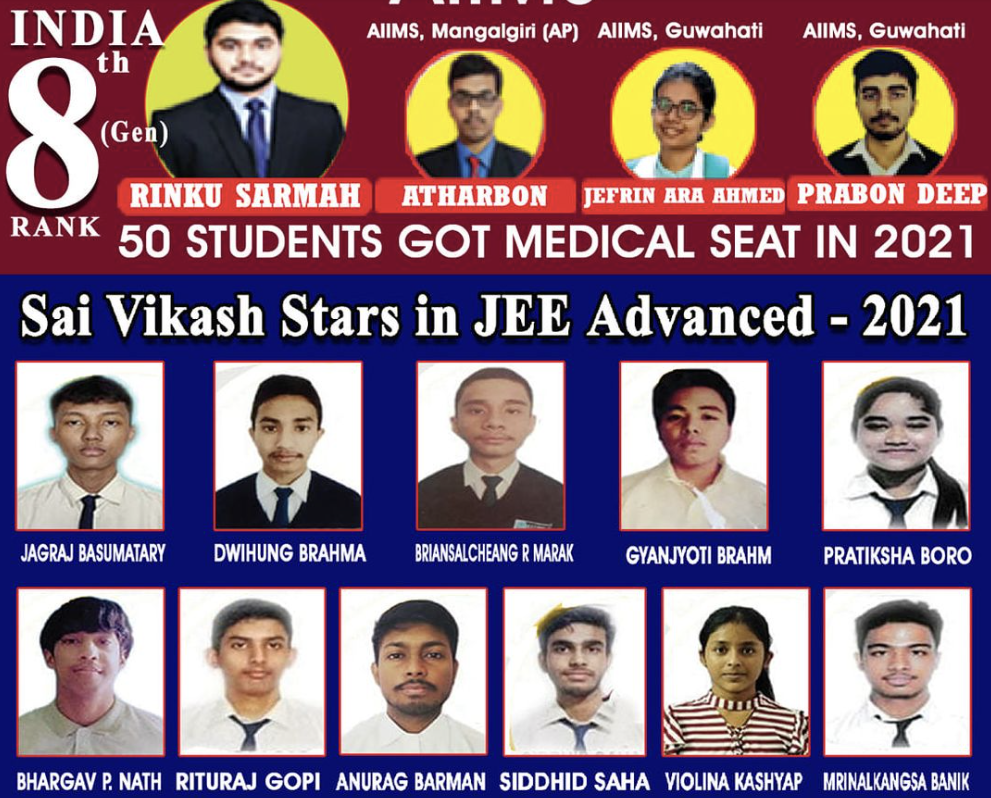 AIIMS, Mangalgiri (AP) AIIMS, Guwahati AIIMS, Guwahati
INDIA
8th
(Gen)
RANK
RINKU SARMAH ATHARBON JEFRIN ARA AHMED PRABON DEEP
50 STUDENTS GOT MEDICAL SEAT IN 2021
Sai Vikash Stars in JEE Advanced - 2021
JAGRAJ BASUMATARY DWIHUNG BRAHMA BRIANSALCHEANG R MARAK GYANJYOTI BRAHM PRATIKSHA BORO
BHARGAV P. NATH RITURAJ GOPI ANURAG BARMAN SIDDHID SAHA VIOLINA KASHYAP MRINALKANGSA BANIK